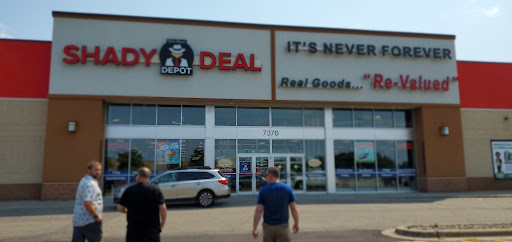 SHADY DEAL
DEPOT
IT'S NEVER FOREVER
Real Goods... "Re-Valued"
7370